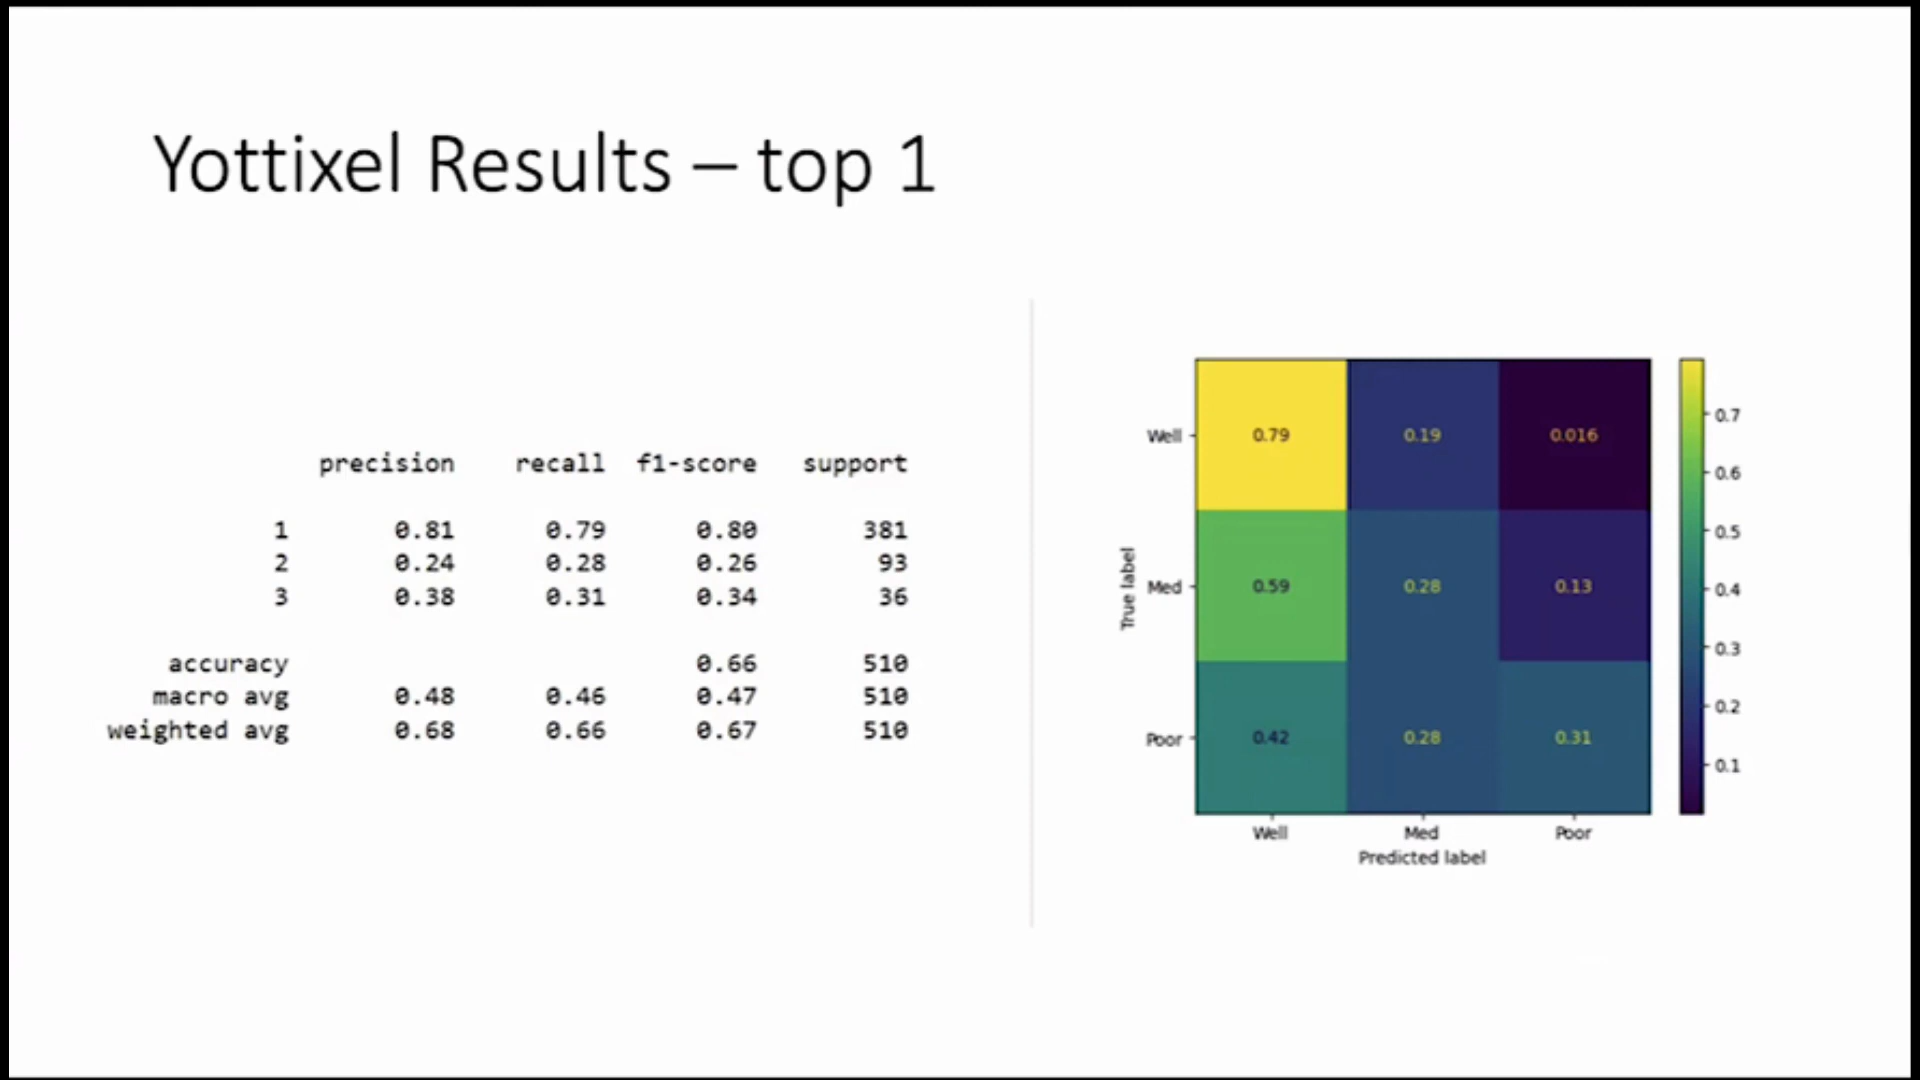 Yottixel Results – top 1
precision recall f1-score support
1 0.81 0.79 0.80 381
2 0.24 0.28 0.26 93
3 0.38 0.31 0.34 36
accuracy 0.66 510
macro avg 0.48 0.46 0.47 510
weighted avg 0.68 0.66 0.67 510
True label
Well 0.79 0.19 0.016
Med 0.59 0.28 0.13
Poor 0.42 0.28 0.31
Well Med Poor
Predicted label
0.7
0.6
0.5
0.4
0.3
0.2
0.1